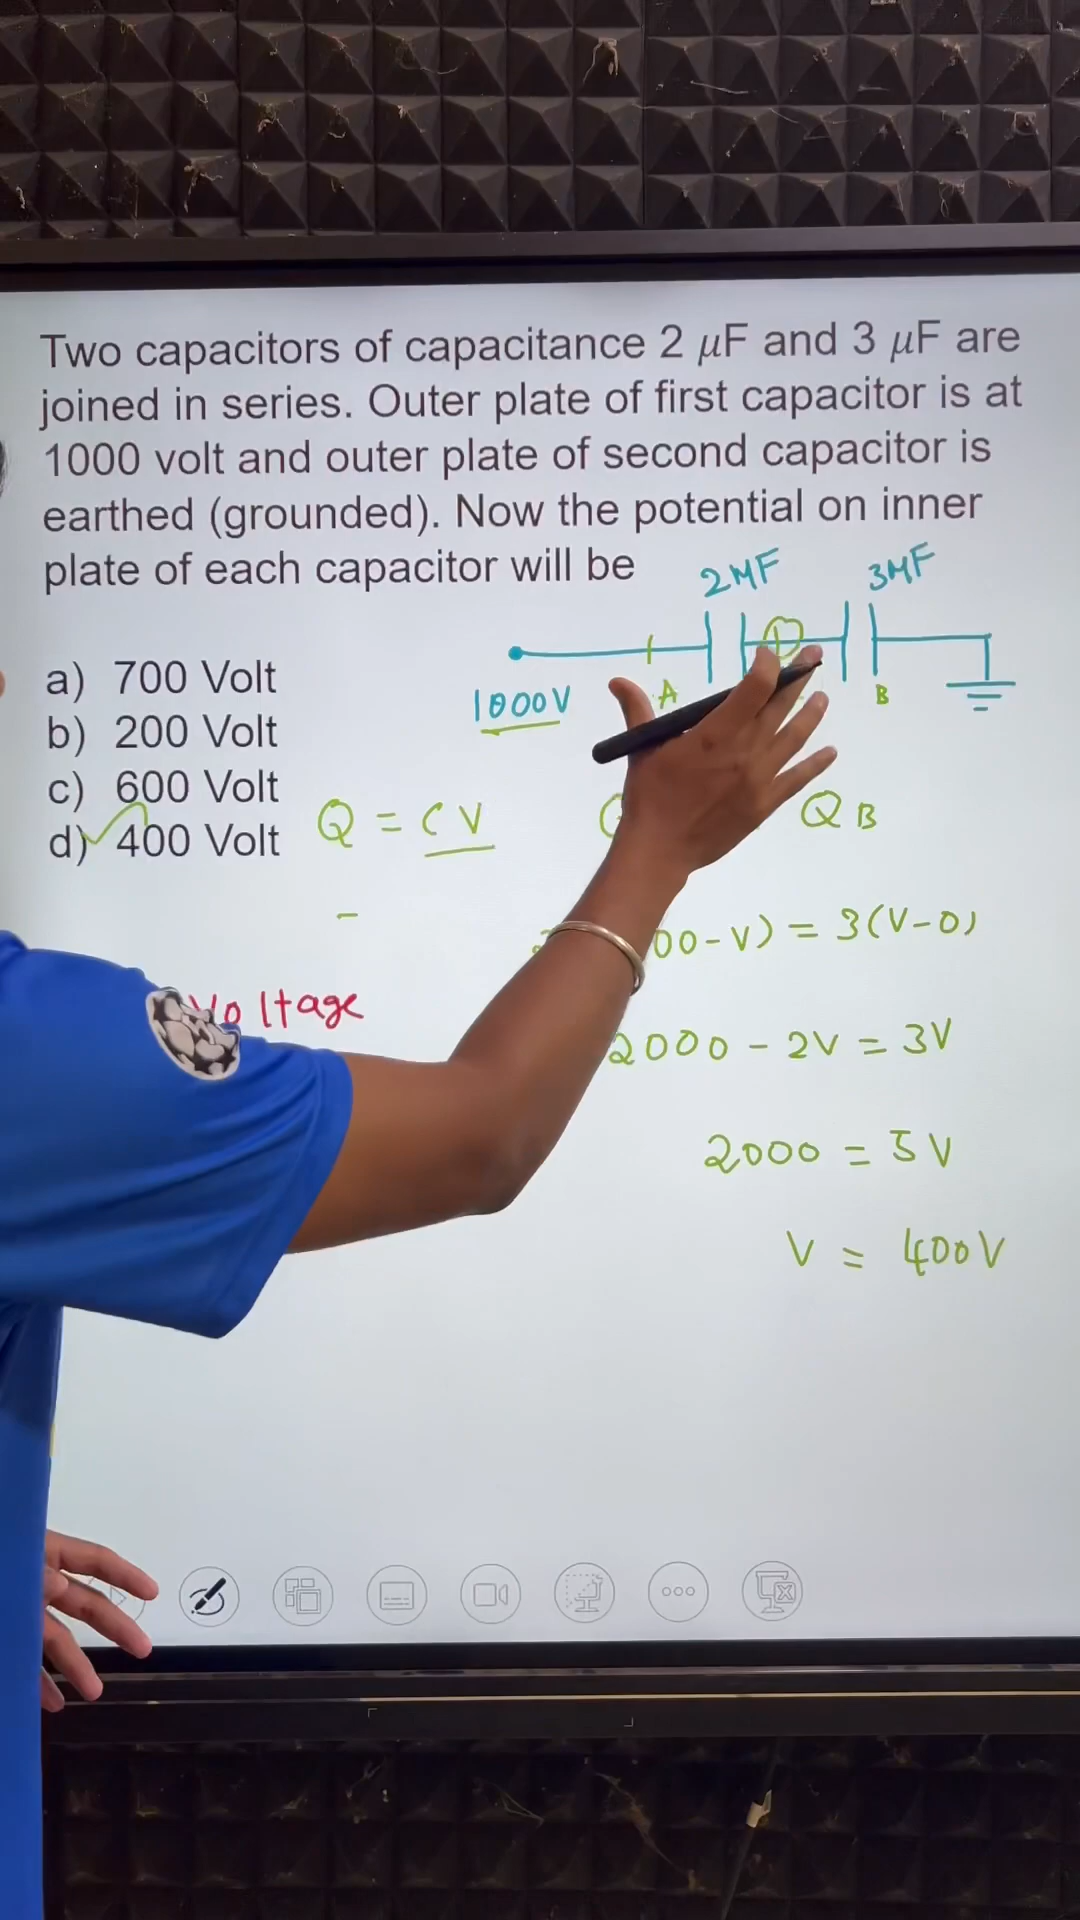 Two capacitors of capacitance 2 μF and 3 μF are
joined in series. Outer plate of first capacitor is at
1000 volt and outer plate of second capacitor is
earthed (grounded). Now the potential on inner
plate of each capacitor will be
2MF 3MF
a) 700 Volt
1000V A B
b) 200 Volt
c) 600 Volt
d) 400 Volt
Q = CV QB
00-V) = 3(V-0)
Voltage
2000 - 2V = 3V
2000 = 5V
V = 400V